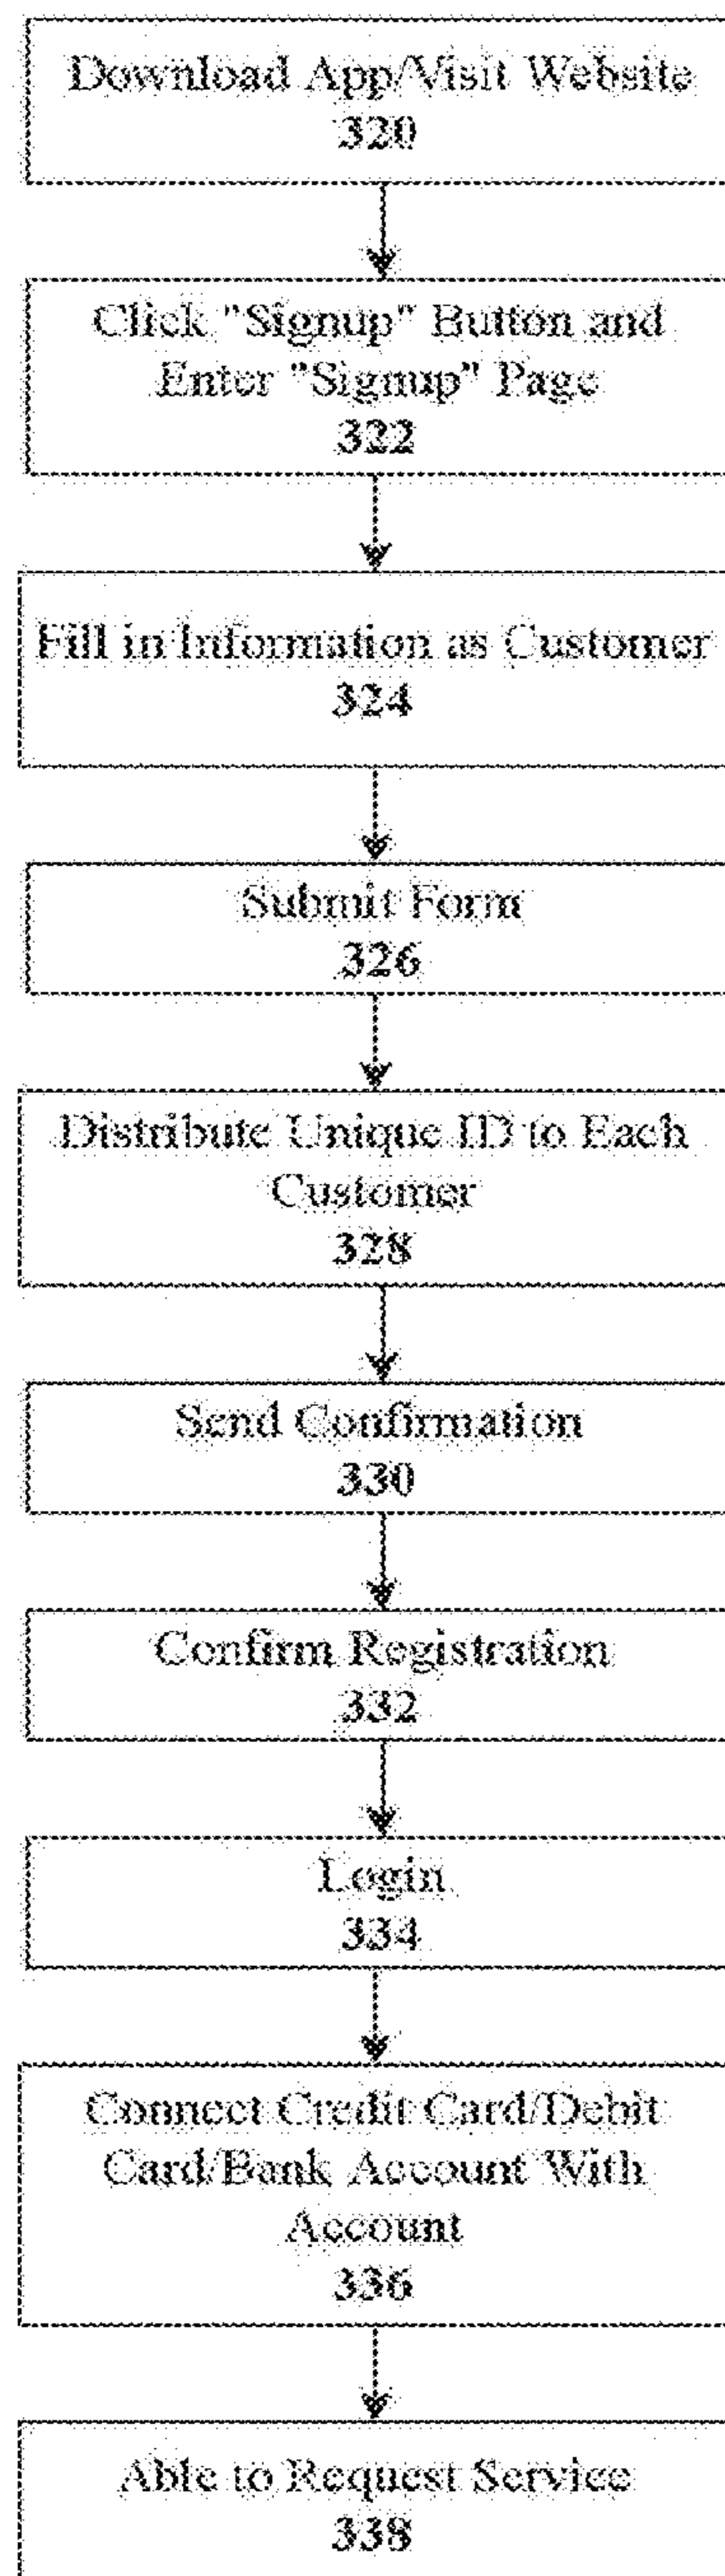 Download App/Visit Website
320
Click "Signup" Button and
Enter "Signup" Page
322
Fill in Information as Customer
324
Submit Form
326
Distribute Unique ID to Each
Customer
328
Send Confirmation
330
Confirm Registration
332
Login
334
Connect Credit Card/Debit
Card/Bank Account With
Account
336
Able to Request Service
338